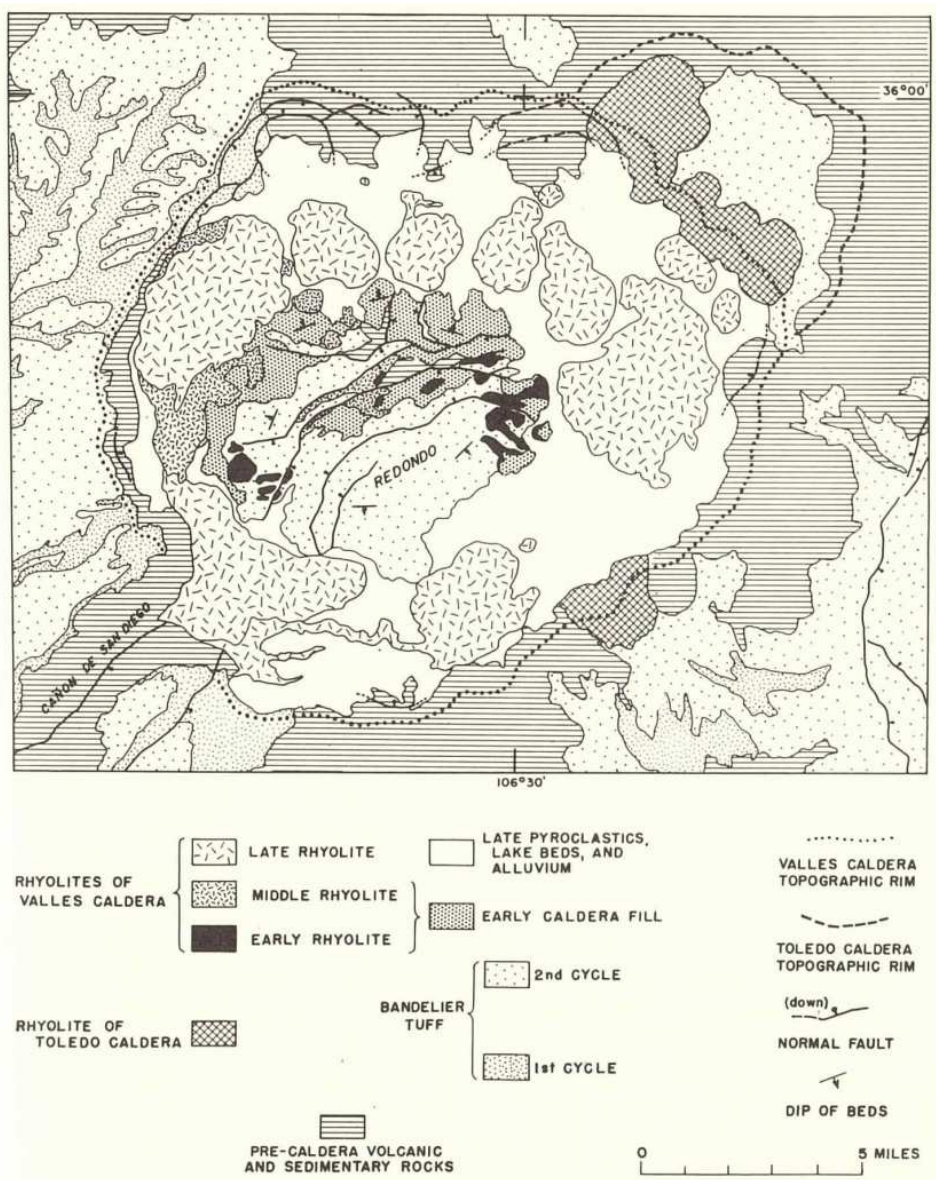 36°00'
REDONDO
CAÑON DE SAN DIEGO
106°30'
RHYOLITES OF
VALLES CALDERA
LATE RHYOLITE
MIDDLE RHYOLITE
EARLY RHYOLITE
LATE PYROCLASTICS,
LAKE BEDS, AND
ALLUVIUM
EARLY CALDERA FILL
RHYOLITE OF
TOLEDO CALDERA
BANDELIER
TUFF
2nd CYCLE
1st CYCLE
PRE-CALDERA VOLCANIC
AND SEDIMENTARY ROCKS
VALLES CALDERA
TOPOGRAPHIC RIM
TOLEDO CALDERA
TOPOGRAPHIC RIM
(down)
NORMAL FAULT
DIP OF BEDS
0 5 MILES